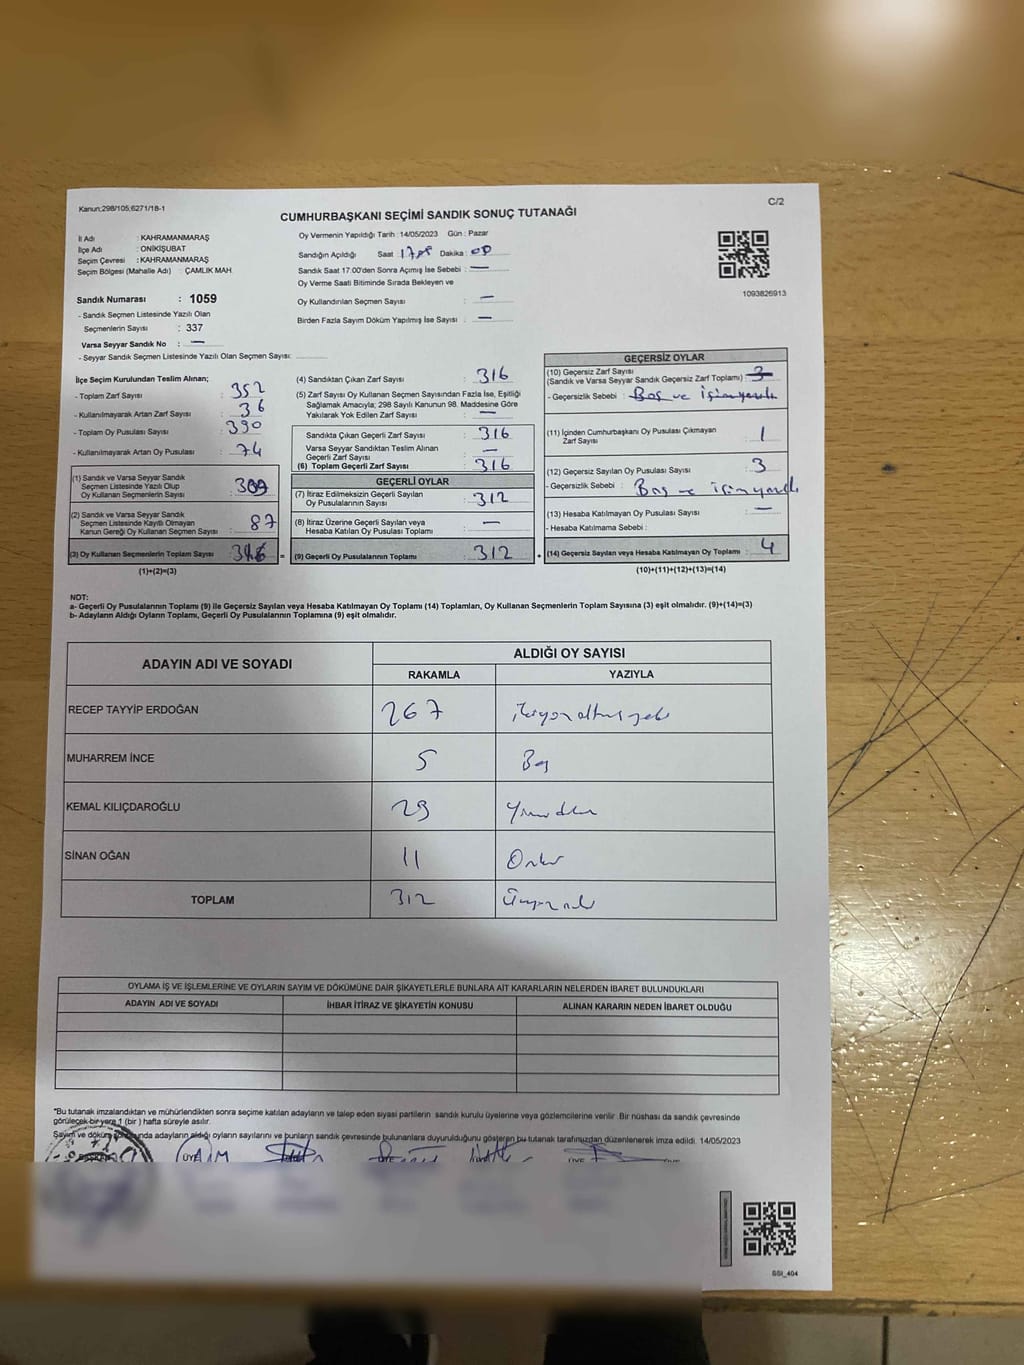 Kanun;298/105;6271/18-1
C/2
CUMHURBAŞKANI SEÇİMİ SANDIK SONUÇ TUTANAĞI
İl Adı : KAHRAMANMARAŞ
İlçe Adı : ONİKİŞUBAT
Seçim Çevresi : KAHRAMANMARAŞ
Seçim Bölgesi (Mahalle Adı) : ÇAMLIK MAH.
Sandık Numarası : 1059
- Sandık Seçmen Listesinde Yazılı Olan
Seçmenlerin Sayısı : 337
Varsa Seyyar Sandık No : —
- Seyyar Sandık Seçmen Listesinde Yazılı Olan Seçmen Sayısı:
Oy Vermenin Yapıldığı Tarih : 14/05/2023 Gün : Pazar
Sandığın Açıldığı Saat Dakika :
Sandık Saat 17.00'den Sonra Açımış İse Sebebi : —
Oy Verme Saati Bitiminde Sırada Bekleyen ve
Oy Kullandırılan Seçmen Sayısı : —
Birden Fazla Sayım Döküm Yapılmış İse Sayısı : —
1093826913
İlçe Seçim Kurulundan Teslim Alınan;
- Toplam Zarf Sayısı : 352
- Kullanılmayarak Artan Zarf Sayısı : 36
- Toplam Oy Pusulası Sayısı : 390
- Kullanılmayarak Artan Oy Pusulası : 74
(1) Sandık ve Varsa Seyyar Sandık
Seçmen Listesinde Yazılı Olup
Oy Kullanan Seçmenlerin Sayısı :
(2) Sandık ve Varsa Seyyar Sandık
Seçmen Listesinde Kayıtlı Olmayan
Kanun Gereği Oy Kullanan Seçmen Sayısı :
(3) Oy Kullanan Seçmenlerin Toplam Sayısı : =
(1)+(2)=(3)
(4) Sandıktan Çıkan Zarf Sayısı : 316
(5) Zarf Sayısı Oy Kullanan Seçmen Sayısından Fazla İse, Eşitliği
Sağlamak Amacıyla; 298 Sayılı Kanunun 98. Maddesine Göre
Yakılarak Yok Edilen Zarf Sayısı : —
Sandıkta Çıkan Geçerli Zarf Sayısı : 316
Varsa Seyyar Sandıktan Teslim Alınan
Geçerli Zarf Sayısı : —
(6) Toplam Geçerli Zarf Sayısı : 316
GEÇERLİ OYLAR
(7) İtiraz Edilmeksizin Geçerli Sayılan
Oy Pusulalarının Sayısı : 312
(8) İtiraz Üzerine Geçerli Sayılan veya
Hesaba Katılan Oy Pusulası Toplamı : —
(9) Geçerli Oy Pusulalarının Toplamı : 312
GEÇERSİZ OYLAR
(10) Geçersiz Zarf Sayısı
(Sandık ve Varsa Seyyar Sandık Geçersiz Zarf Toplamı) : 3
- Geçersizlik Sebebi : Boş ve
(11) İçinden Cumhurbaşkanı Oy Pusulası Çıkmayan
Zarf Sayısı : 1
(12) Geçersiz Sayılan Oy Pusulası Sayısı : 3
- Geçersizlik Sebebi : Boş ve
(13) Hesaba Katılmayan Oy Pusulası Sayısı : —
- Hesaba Katılmama Sebebi :
(14) Geçersiz Sayılan veya Hesaba Katılmayan Oy Toplamı : 4
(10)+(11)+(12)+(13)=(14)
NOT:
a- Geçerli Oy Pusulalarının Toplamı (9) ile Geçersiz Sayılan veya Hesaba Katılmayan Oy Toplamı (14) Toplamları, Oy Kullanan Seçmenlerin Toplam Sayısına (3) eşit olmalıdır. (9)+(14)=(3)
b- Adayların Aldığı Oyların Toplamı, Geçerli Oy Pusulalarının Toplamına (9) eşit olmalıdır.
ADAYIN ADI VE SOYADI
ALDIĞI OY SAYISI
RAKAMLA YAZIYLA
RECEP TAYYİP ERDOĞAN 267
MUHARREM İNCE 5 Beş
KEMAL KILIÇDAROĞLU 29
SİNAN OĞAN 11
TOPLAM 312
OYLAMA İŞ VE İŞLEMLERİNE VE OYLARIN SAYIM VE DÖKÜMÜNE DAİR ŞİKAYETLERLE BUNLARA AİT KARARLARIN NELERDEN İBARET BULUNDUKLARI
ADAYIN ADI VE SOYADI İHBAR İTİRAZ VE ŞİKAYETİN KONUSU ALINAN KARARIN NEDEN İBARET OLDUĞU
"Bu tutanak imzalandıktan ve mühürlendikten sonra seçime katılan adayların ve talep eden siyasi partilerin sandık kurulu üyelerine veya gözlemcilerine verilir. Bir nüshası da sandık çevresinde
görülecek bir yere 1 (bir ) hafta süreyle asılır.
Sayım ve döküm sonunda adayların aldığı oyların sayılarını ve bunların sandık çevresinde bulunanlara duyurulduğunu gösteren bu tutanak tarafımızdan düzenlenerek imza edildi. 14/05/2023
ÜYE
SSI_404